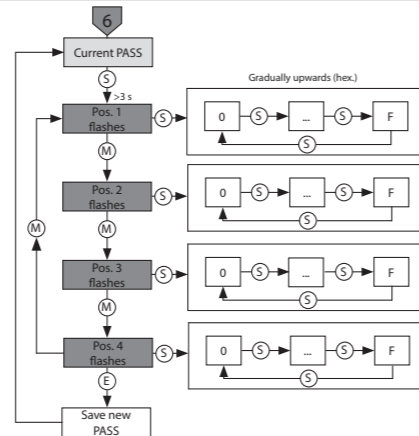 6
Current PASS
S
>3 s
Gradually upwards (hex.)
Pos. 1
flashes
S
0
S
...
S
F
S
M
Pos. 2
flashes
S
0
S
...
S
F
S
M
M
Pos. 3
flashes
S
0
S
...
S
F
S
M
Pos. 4
flashes
S
0
S
...
S
F
S
E
Save new
PASS